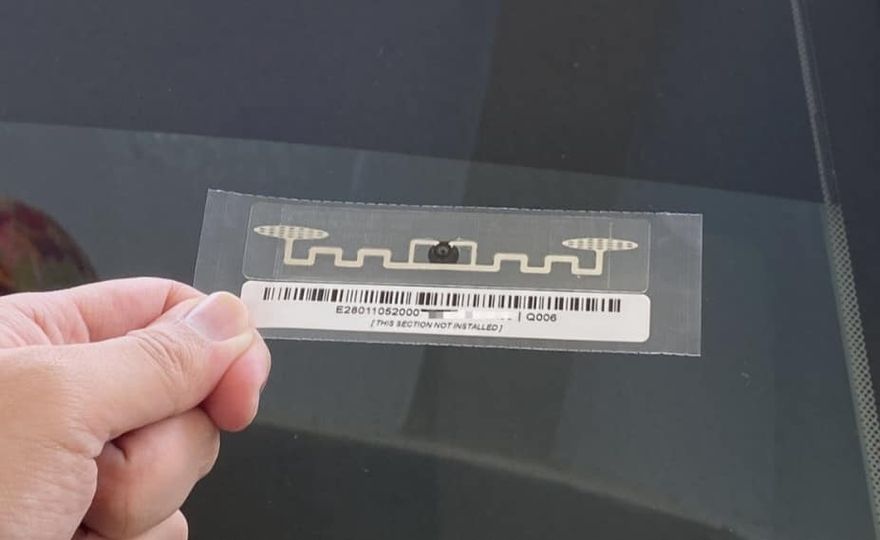 E28011052000 | Q006
[ THIS SECTION NOT INSTALLED ]